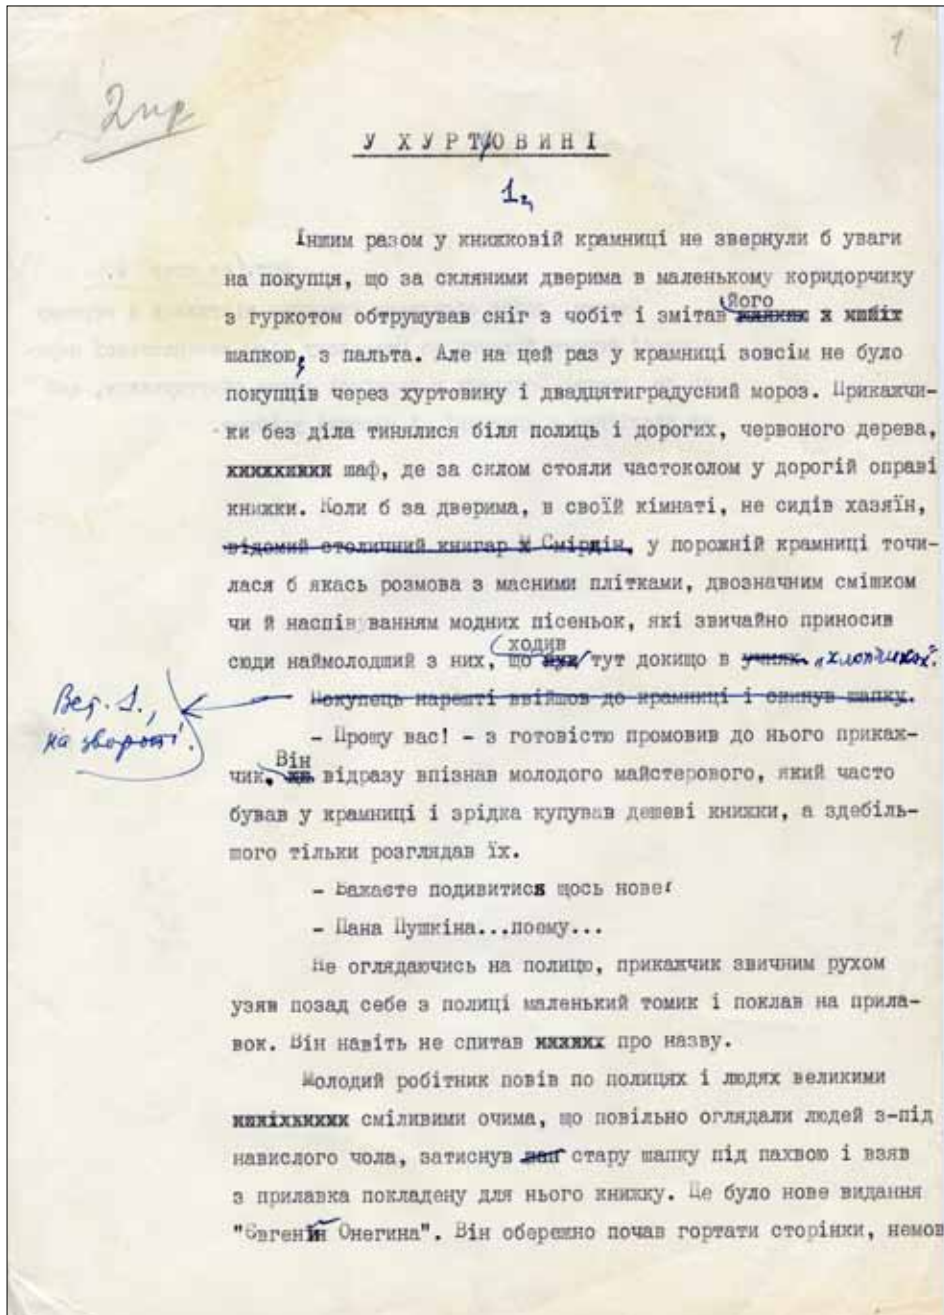 1
2 пр
У ХУРТОВИНІ
1.
Іншим разом у книжковій крамниці не звернули б уваги
на покупця, що за скляними дверима в маленькому коридорчику
його
з гуркотом обтрушував сніг з чобіт і змітав
шапкою, з пальта. Але на цей раз у крамниці зовсім не було
покупців через хуртовину і двадцятиградусний мороз. Прикажчи-
ки без діла тинялися біля полиць і дорогих, червоного дерева,
шаф, де за склом стояли частоколом у дорогій оправі
книжки. Коли б за дверима, в своїй кімнаті, не сидів хазяїн,
відомий столичний книгар Смірдін, у порожній крамниці точи-
лася б якась розмова з масними плітками, двозначним смішком
чи й наспівуванням модних пісеньок, які звичайно приносив
ходив
сюди наймолодший з них, що тут докищо в учнях "хлопчиках".
Покупець нарешті ввійшов до крамниці і скинув шапку.
Вст. 1.,
на звороті.
- Прошу вас! - з готовістю промовив до нього прикаж-
Він
чик. відразу впізнав молодого майстерового, який часто
бував у крамниці і зрідка купував дешеві книжки, а здебіль-
шого тільки розглядав їх.
- Бажаєте подивитися щось нове?
- Пана Пушкіна...поему...
Не оглядаючись на полицю, прикажчик звичним рухом
узяв позад себе з полиці маленький томик і поклав на прила-
вок. Він навіть не спитав про назву.
Молодий робітник повів по полицях і людях великими
сміливими очима, що повільно оглядали людей з-під
навислого чола, затиснув стару шапку під пахвою і взяв
з прилавка покладену для нього книжку. Це було нове видання
"Євгеній Онегина". Він обережно почав гортати сторінки, немов